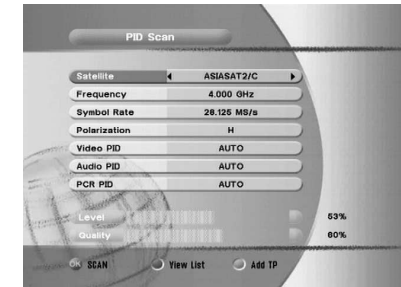 PID Scan
Satellite ASIASAT2/C
Frequency 4.000 GHz
Symbol Rate 28.125 MS/s
Polarization H
Video PID AUTO
Audio PID AUTO
PCR PID AUTO
Level 53%
Quality 60%
OK SCAN View List Add TP